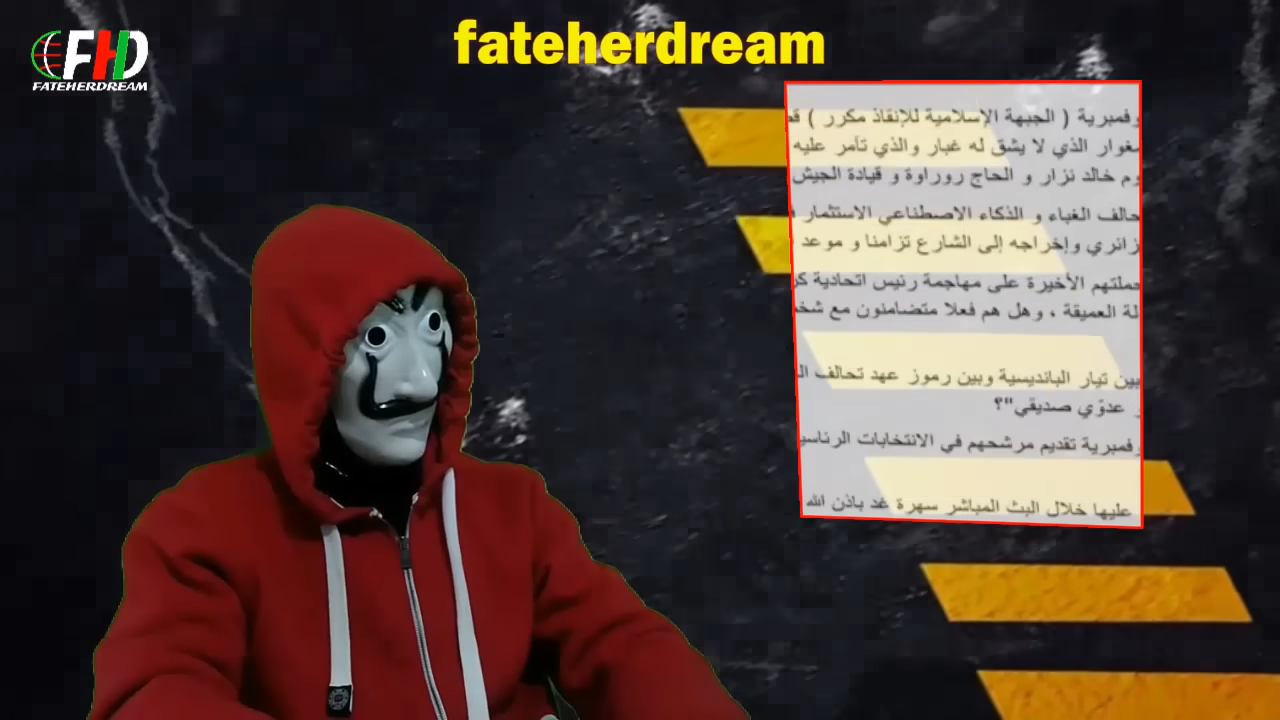 fateherdream
FHD
FATEHERDREAM
وفمبرية ( الجبهة الإسلامية للإنقاذ مكرر )
مغوار الذي لا يشق له غبار والذي تآمر عليه
وم خالد نزار و الحاج روراوة و قيادة الجيش
حالف الغباء و الذكاء الاصطناعي الاستثمار
زائري وإخراجه إلى الشارع تزامنا و موعد
حملتهم الأخيرة على مهاجمة رئيس اتحادية
لة العميقة ، وهل هم فعلا متضامنون مع
بين تيار الباديسية وبين رموز عهد تحالف
عدوّي صديقي"؟
وفمبرية تقديم مرشحهم في الانتخابات
عليها خلال البث المباشر سهرة غد باذن الله